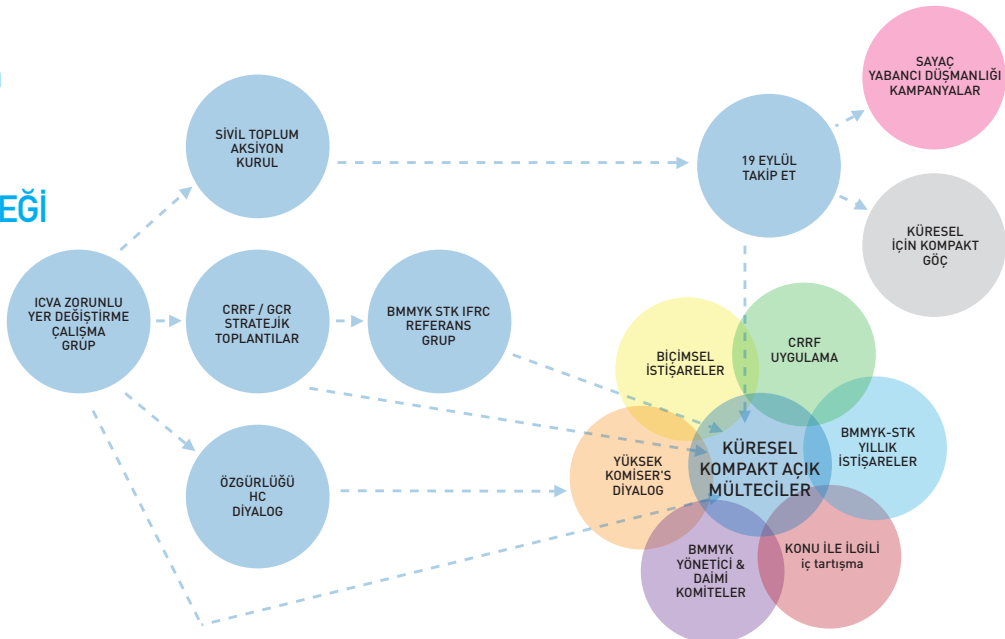 EĞİ
SAYAÇ
YABANCI DÜŞMANLIĞI
KAMPANYALAR
SİVİL TOPLUM
AKSİYON
KURUL
19 EYLÜL
TAKİP ET
KÜRESEL
İÇİN KOMPAKT
GÖÇ
ICVA ZORUNLU
YER DEĞİŞTİRME
ÇALIŞMA
GRUP
CRRF / GCR
STRATEJİK
TOPLANTILAR
BMMYK STK IFRC
REFERANS
GRUP
BİÇİMSEL
İSTİŞARELER
CRRF
UYGULAMA
BMMYK-STK
YILLIK
İSTİŞARELER
KÜRESEL
KOMPAKT AÇIK
MÜLTECİLER
YÜKSEK
KOMİSER'S
DİYALOG
ÖZGÜRLÜĞÜ
HC
DİYALOG
BMMYK
YÖNETİCİ &
DAİMİ
KOMİTELER
KONU İLE İLGİLİ
iç tartışma